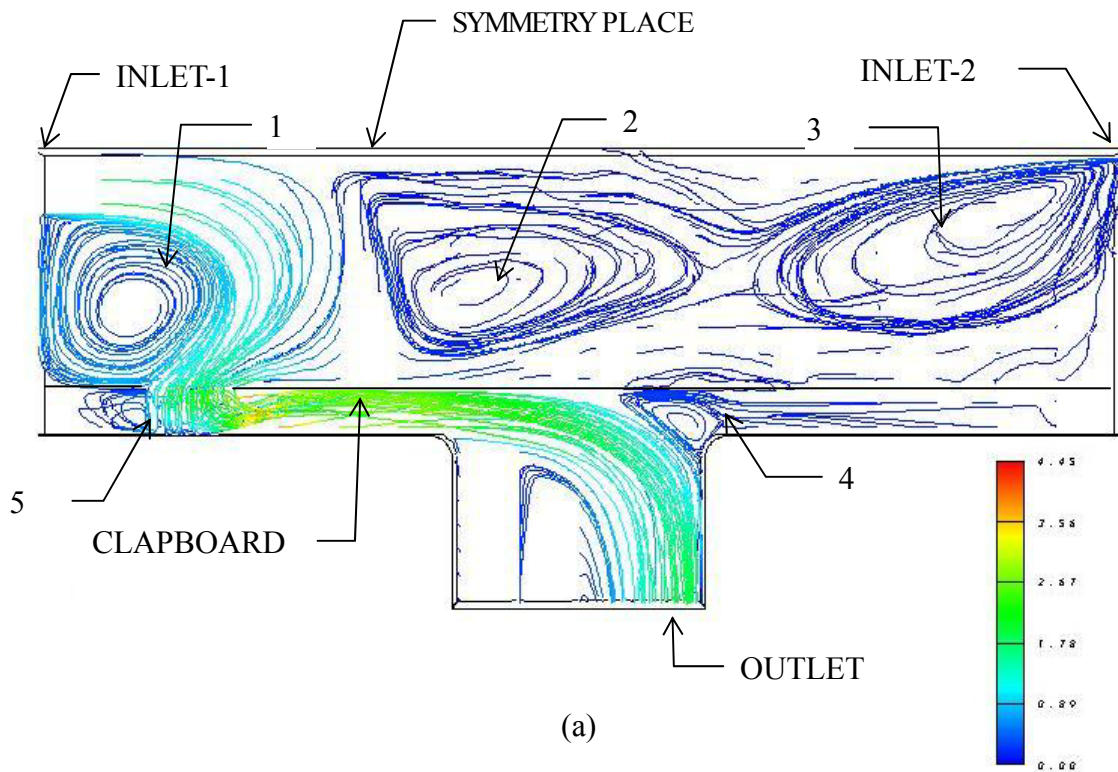 SYMMETRY PLACE
INLET-1
INLET-2
1
2
3
5
4
CLAPBOARD
OUTLET
(a)
4.45
3.56
2.67
1.78
0.89
0.00